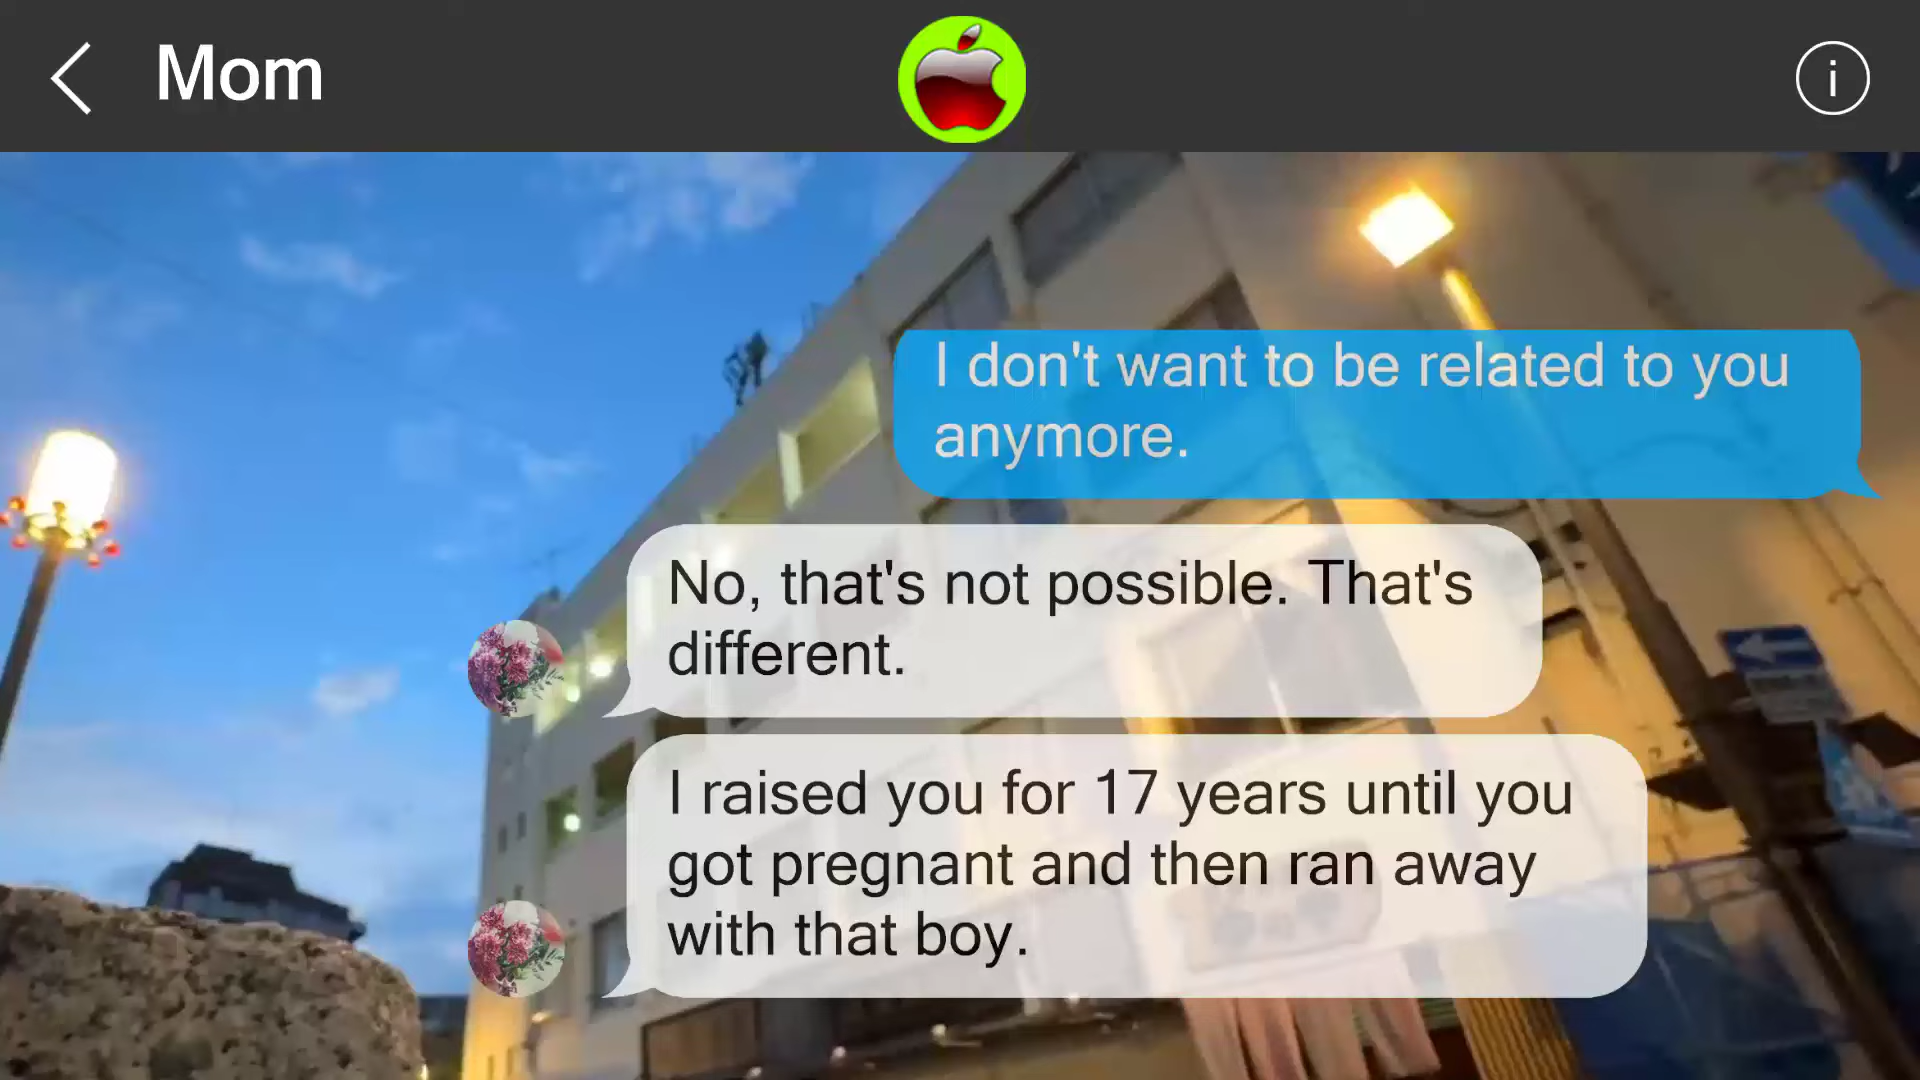 Mom
i
I don't want to be related to you
anymore.
No, that's not possible. That's
different.
I raised you for 17 years until you
got pregnant and then ran away
with that boy.